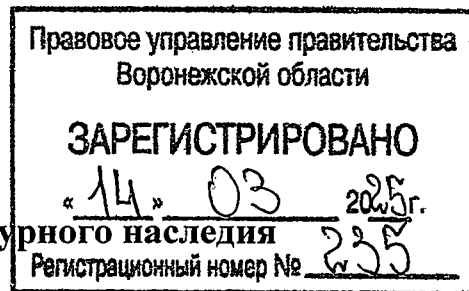 Правовое управление правительства
Воронежской области
ЗАРЕГИСТРИРОВАНО
« 14 » 03 2025г.
урного наследия
Регистрационный номер № 235